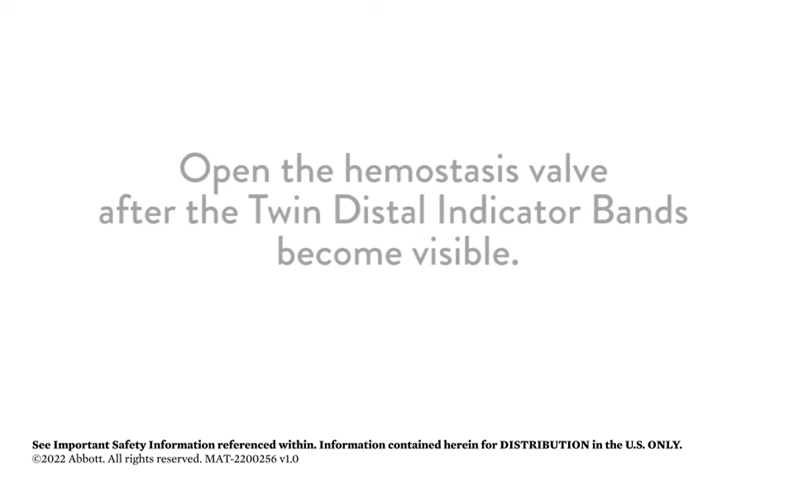 Open the hemostasis valve
after the Twin Distal Indicator Bands
become visible.
See Important Safety Information referenced within. Information contained herein for DISTRIBUTION in the U.S. ONLY.
©2022 Abbott. All rights reserved. MAT-2200256 v1.0